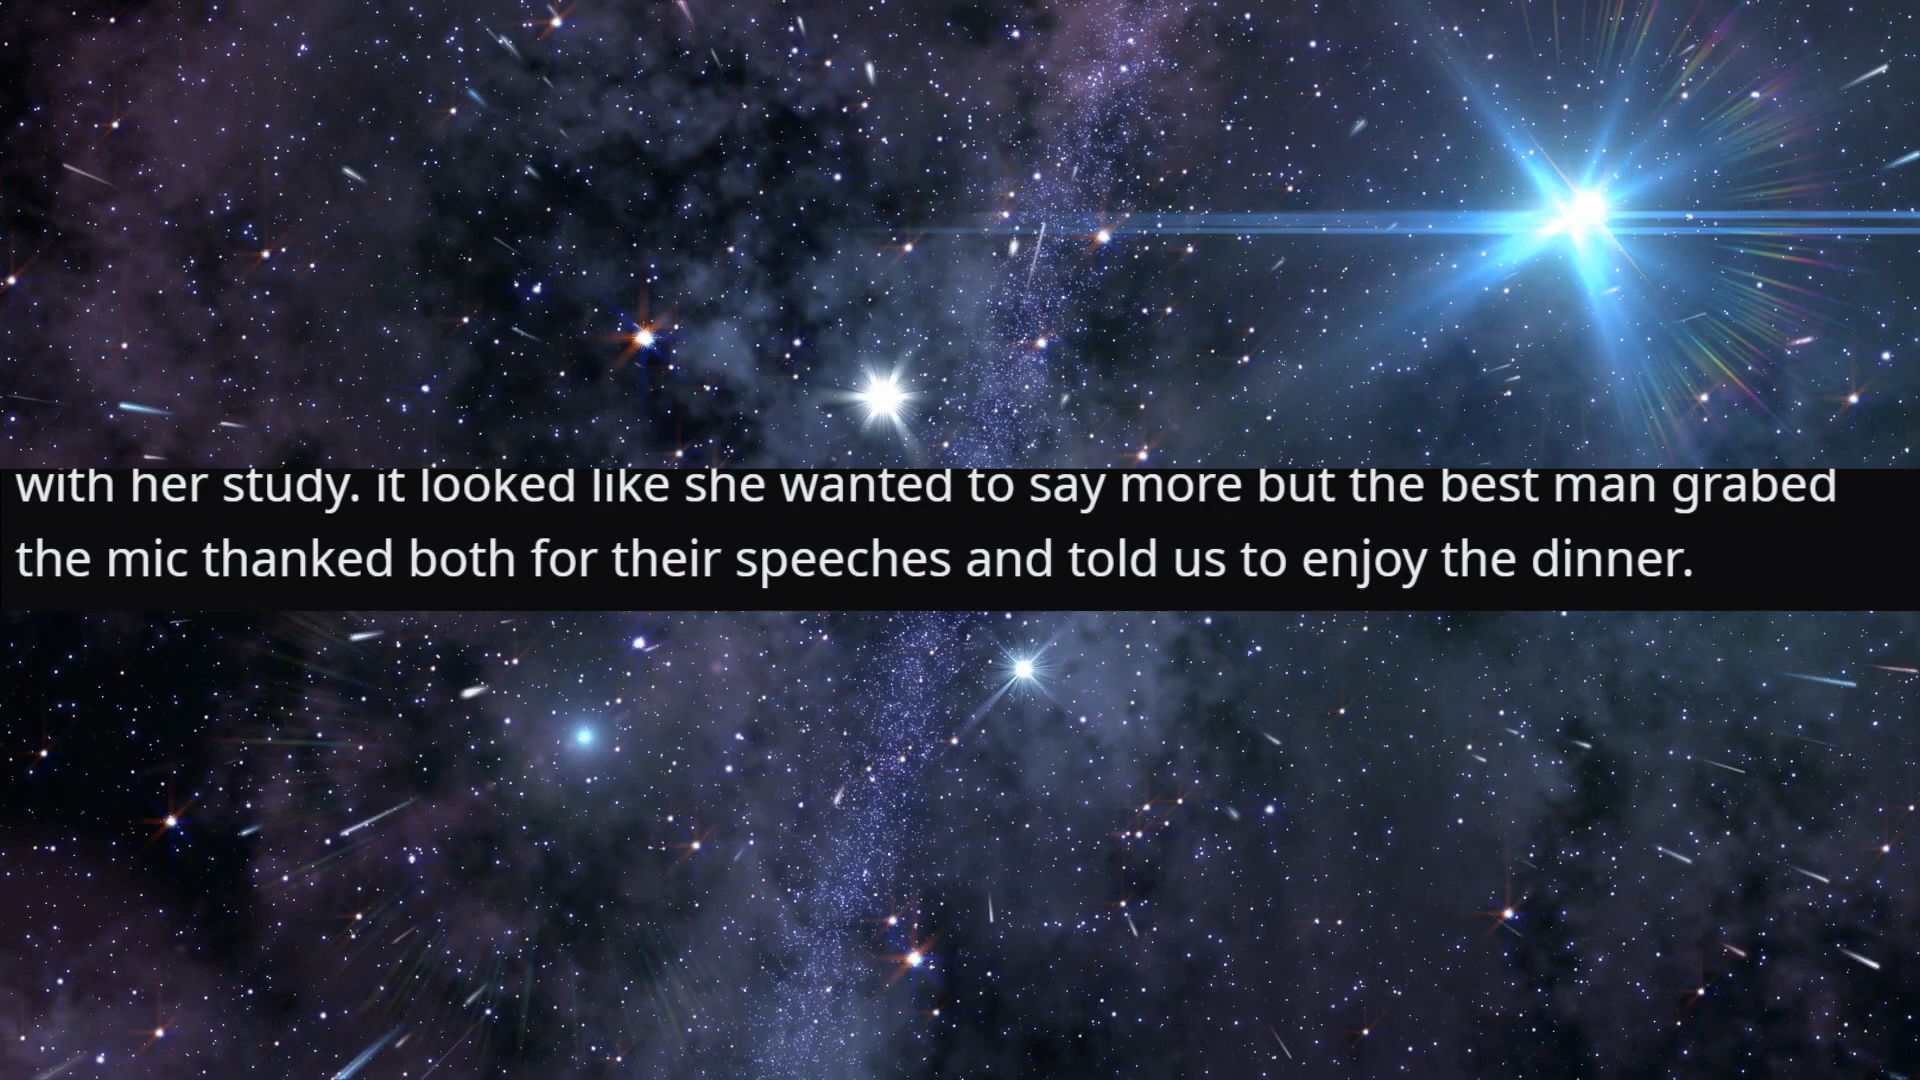 with her study. it looked like she wanted to say more but the best man grabed
the mic thanked both for their speeches and told us to enjoy the dinner.